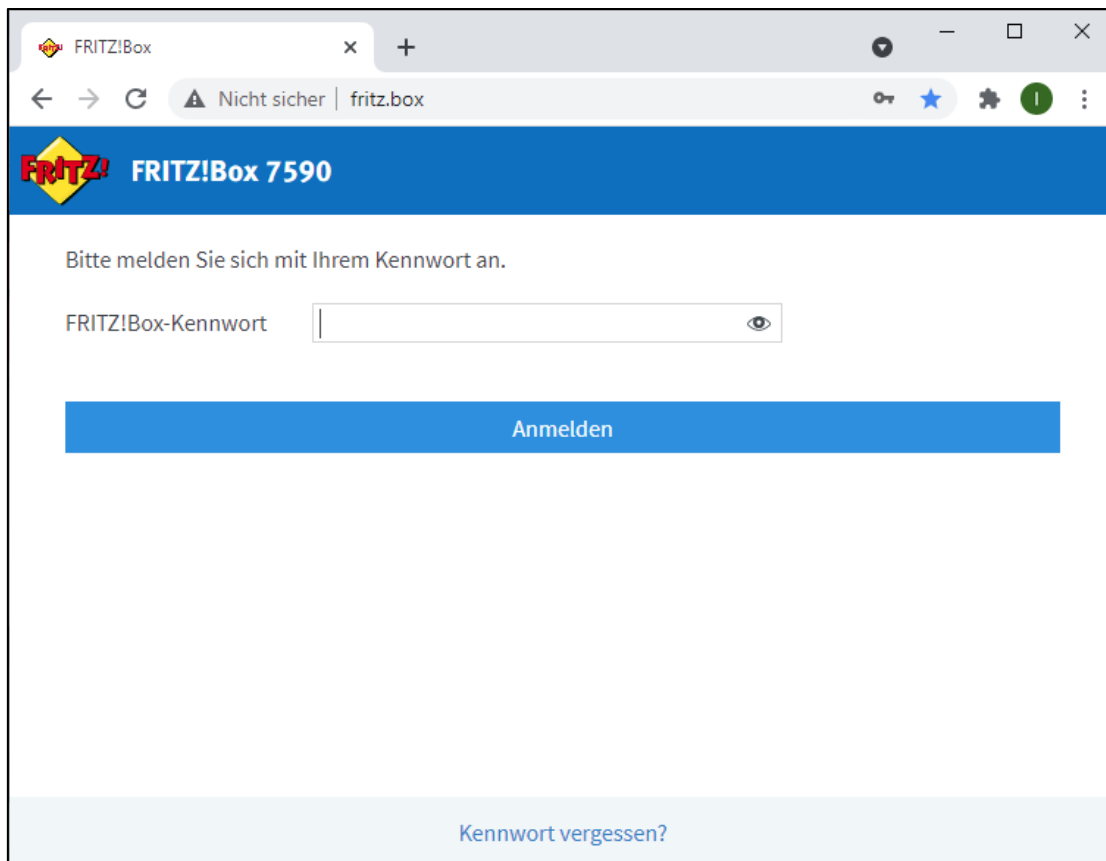 FRITZ!Box
Nicht sicher | fritz.box
I
FRITZ! FRITZ!Box 7590
Bitte melden Sie sich mit Ihrem Kennwort an.
FRITZ!Box-Kennwort
Anmelden
Kennwort vergessen?